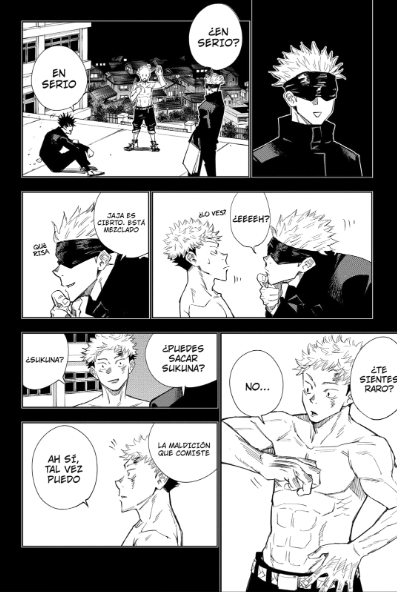 ¿EN
SERIO?
EN
SERIO
JAJA ES
CIERTO. ESTÁ
MEZCLADO
QUÉ
RISA
¿LO VES?
¿EEEEH?
¿PUEDES
SACAR
SUKUNA?
¿SUKUNA?
¿TE
SIENTES
RARO?
NO...
LA MALDICIÓN
QUE COMISTE
AH SÍ,
TAL VEZ
PUEDO